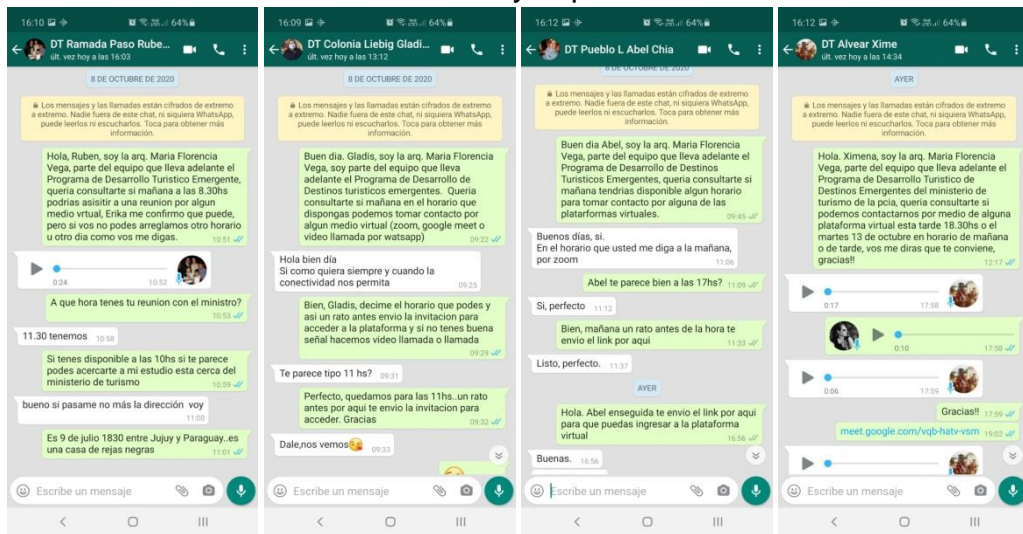 16:10 64%
DT Ramada Paso Rube...
últ. vez hoy a las 16:03
8 DE OCTUBRE DE 2020
Los mensajes y las llamadas están cifrados de extremo
a extremo. Nadie fuera de este chat, ni siquiera WhatsApp,
puede leerlos ni escucharlos. Toca para obtener más
información.
Hola, Ruben, soy la arq. Maria Florencia
Vega, parte del equipo que lleva adelante el
Programa de Desarrollo Turistico Emergente,
queria consultarte si mañana a las 8.30hs
podrias asisitir a una reunion por algun
medio vrtual, Erika me confirmo que puede,
pero si vos no podes arreglamos otro horario
u otro dia como vos me digas. 10:51
0:24 10:52
A que hora tenes tu reunion con el ministro?
10:53
11.30 tenemos 10:58
Si tenes disponible a las 10hs si te parece
podes acercarte a mi estudio esta cerca del
ministerio de turismo 10:59
bueno si pasame no más la dirección voy
11:00
Es 9 de julio 1830 entre Jujuy y Paraguay..es
una casa de rejas negras 11:01
Escribe un mensaje
16:09 64%
DT Colonia Liebig Gladi...
últ. vez hoy a las 13:12
8 DE OCTUBRE DE 2020
Los mensajes y las llamadas están cifrados de extremo
a extremo. Nadie fuera de este chat, ni siquiera WhatsApp,
puede leerlos ni escucharlos. Toca para obtener más
información.
Buen dia. Gladis, soy la arq. Maria Florencia
Vega, soy parte del equipo que lleva
adelante el Programa de Desarrollo de
Destinos turisticos emergentes. Queria
consultarte si mañana en el horario que
dispongas podemos tomar contacto por
algun medio virtual (zoom, google meet o
video llamada por watsapp) 09:22
Hola bien día
Si como quiera siempre y cuando la
conectividad nos permita 09:25
Bien, Gladis, decime el horario que podes y
asi un rato antes envio la invitacion para
acceder a la plataforma y si no tenes buena
señal hacemos video llamada o llamada
09:29
Te parece tipo 11 hs? 09:31
Perfecto, quedamos para las 11hs..un rato
antes por aqui te envio la invitacion para
acceder. Gracias 09:32
Dale,nos vemos 09:33
Escribe un mensaje
16:12 64%
DT Pueblo L Abel Chia
8 DE OCTUBRE DE 2020
Los mensajes y las llamadas están cifrados de extremo
a extremo. Nadie fuera de este chat, ni siquiera WhatsApp,
puede leerlos ni escucharlos. Toca para obtener más
información.
Buen dia Abel, soy la arq. Maria Florencia
Vega, parte del equipo que lleva adelante el
Programa de Desarrollo de Destinos
Turisticos Emergentes, queria consultarte si
mañana tendrias disponible algun horario
para tomar contacto por alguna de las
platarformas virtuales. 09:45
Buenos días, si.
En el horario que usted me diga a la mañana,
por zoom 11:06
Abel te parece bien a las 17hs? 11:09
Si, perfecto 11:12
Bien, mañana un rato antes de la hora te
envio el link por aqui 11:33
Listo, perfecto. 11:37
AYER
Hola. Abel enseguida te envio el link por aqui
para que puedas ingresar a la plataforma
virtual 16:56
Buenas. 16:56
Escribe un mensaje
16:12 64%
DT Alvear Xime
últ. vez hoy a las 14:34
AYER
Los mensajes y las llamadas están cifrados de extremo
a extremo. Nadie fuera de este chat, ni siquiera WhatsApp,
puede leerlos ni escucharlos. Toca para obtener más
información.
Hola. Ximena, soy la arq. Maria Florencia
Vega, parte del equipo que lleva adelante el
Programa de Desarrollo Turistico de
Destinos Emergentes del ministerio de
turismo de la pcia, queria consultarte si
podemos contactarnos por medio de alguna
plataforma virtual esta tarde 18.30hs o el
martes 13 de octubre en horario de mañana
o de tarde, vos me diras que te conviene,
gracias!! 12:17
0:17 17:58
0:10 17:58
0:06 17:59
Gracias!! 17:59
meet.google.com/vqb-hatv-vsm 19:02
Escribe un mensaje